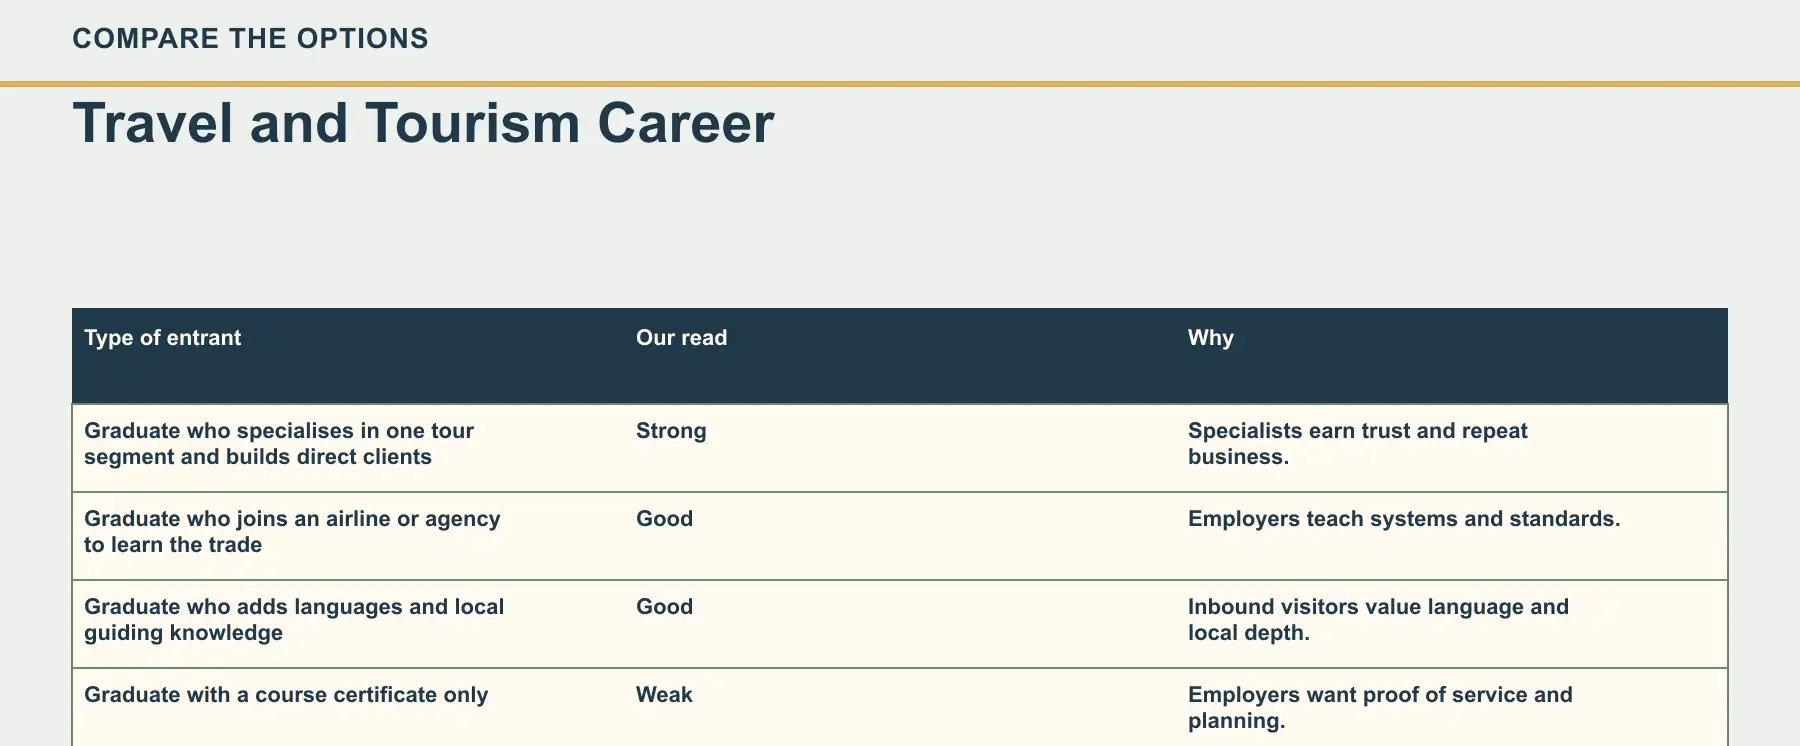 COMPARE THE OPTIONS
Travel and Tourism Career
Type of entrant
Our read
Why
Graduate who specialises in one tour
segment and builds direct clients
Strong
Specialists earn trust and repeat
business.
Graduate who joins an airline or agency
to learn the trade
Good
Employers teach systems and standards.
Graduate who adds languages and local
guiding knowledge
Good
Inbound visitors value language and
local depth.
Graduate with a course certificate only
Weak
Employers want proof of service and
planning.